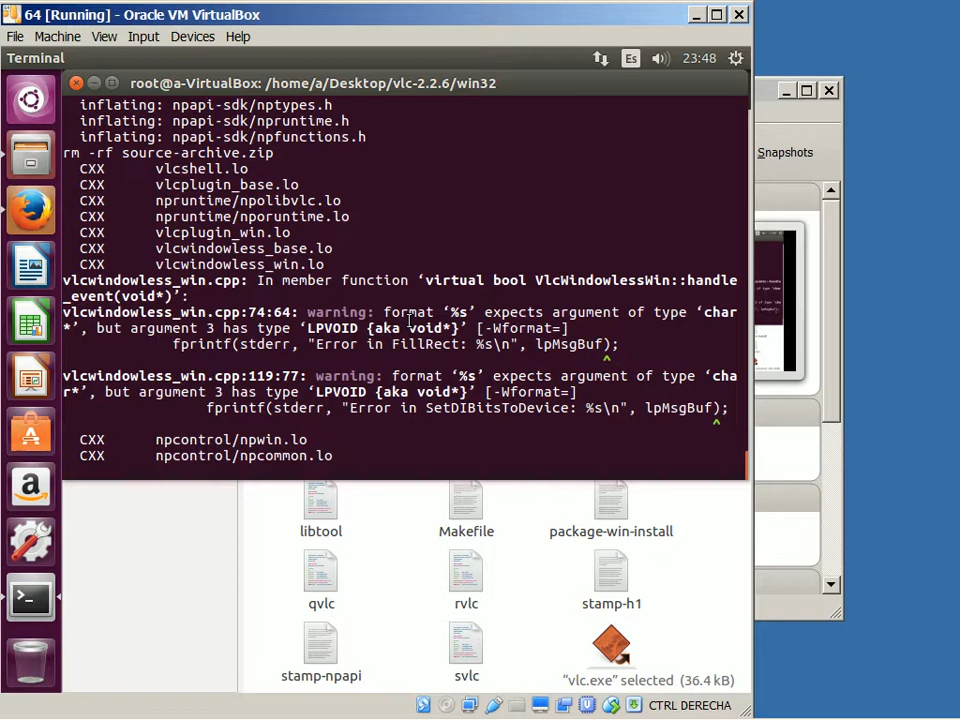 64 [Running] - Oracle VM VirtualBox
File Machine View Input Devices Help
Terminal
Es
23:48
root@a-VirtualBox: /home/a/Desktop/vlc-2.2.6/win32
inflating: npapi-sdk/nptypes.h
inflating: npapi-sdk/npruntime.h
inflating: npapi-sdk/npfunctions.h
rm -rf source-archive.zip
CXX vlcshell.lo
CXX vlcplugin_base.lo
CXX npruntime/npolibvlc.lo
CXX npruntime/nporuntime.lo
CXX vlcplugin_win.lo
CXX vlcwindowless_base.lo
CXX vlcwindowless_win.lo
vlcwindowless_win.cpp: In member function ‘virtual bool VlcWindowlessWin::handle
_event(void*)’:
vlcwindowless_win.cpp:74:64: warning: format ‘%s’ expects argument of type ‘char
*’, but argument 3 has type ‘LPVOID {aka void*}’ [-Wformat=]
fprintf(stderr, "Error in FillRect: %s\n", lpMsgBuf);
^
vlcwindowless_win.cpp:119:77: warning: format ‘%s’ expects argument of type ‘cha
r*’, but argument 3 has type ‘LPVOID {aka void*}’ [-Wformat=]
fprintf(stderr, "Error in SetDIBitsToDevice: %s\n", lpMsgBuf);
^
CXX npcontrol/npwin.lo
CXX npcontrol/npcommon.lo
Snapshots
libtool
Makefile
package-win-install
qvlc
rvlc
stamp-h1
stamp-npapi
svlc
“vlc.exe” selected (36.4 kB)
CTRL DERECHA